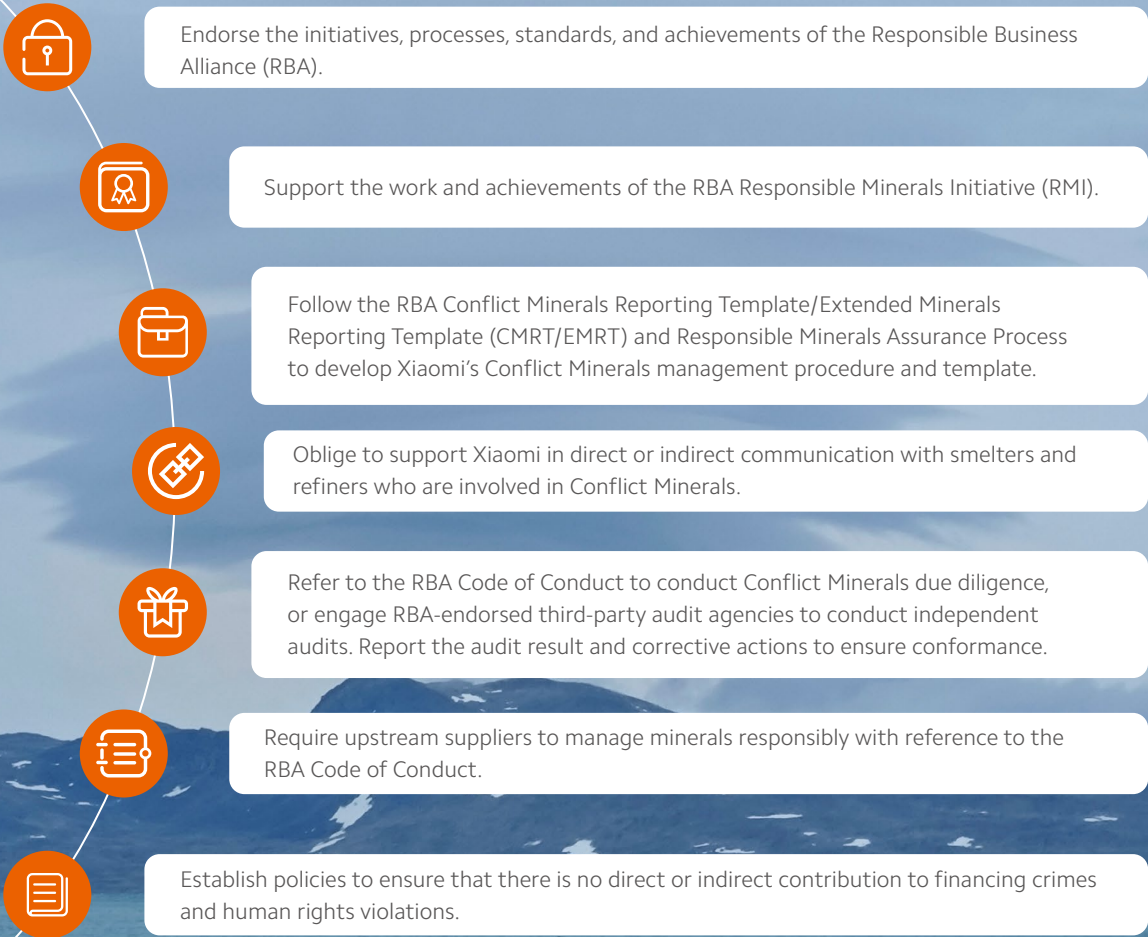 Endorse the initiatives, processes, standards, and achievements of the Responsible Business
Alliance (RBA).
Support the work and achievements of the RBA Responsible Minerals Initiative (RMI).
Follow the RBA Conflict Minerals Reporting Template/Extended Minerals
Reporting Template (CMRT/EMRT) and Responsible Minerals Assurance Process
to develop Xiaomi’s Conflict Minerals management procedure and template.
Oblige to support Xiaomi in direct or indirect communication with smelters and
refiners who are involved in Conflict Minerals.
Refer to the RBA Code of Conduct to conduct Conflict Minerals due diligence,
or engage RBA-endorsed third-party audit agencies to conduct independent
audits. Report the audit result and corrective actions to ensure conformance.
Require upstream suppliers to manage minerals responsibly with reference to the
RBA Code of Conduct.
Establish policies to ensure that there is no direct or indirect contribution to financing crimes
and human rights violations.